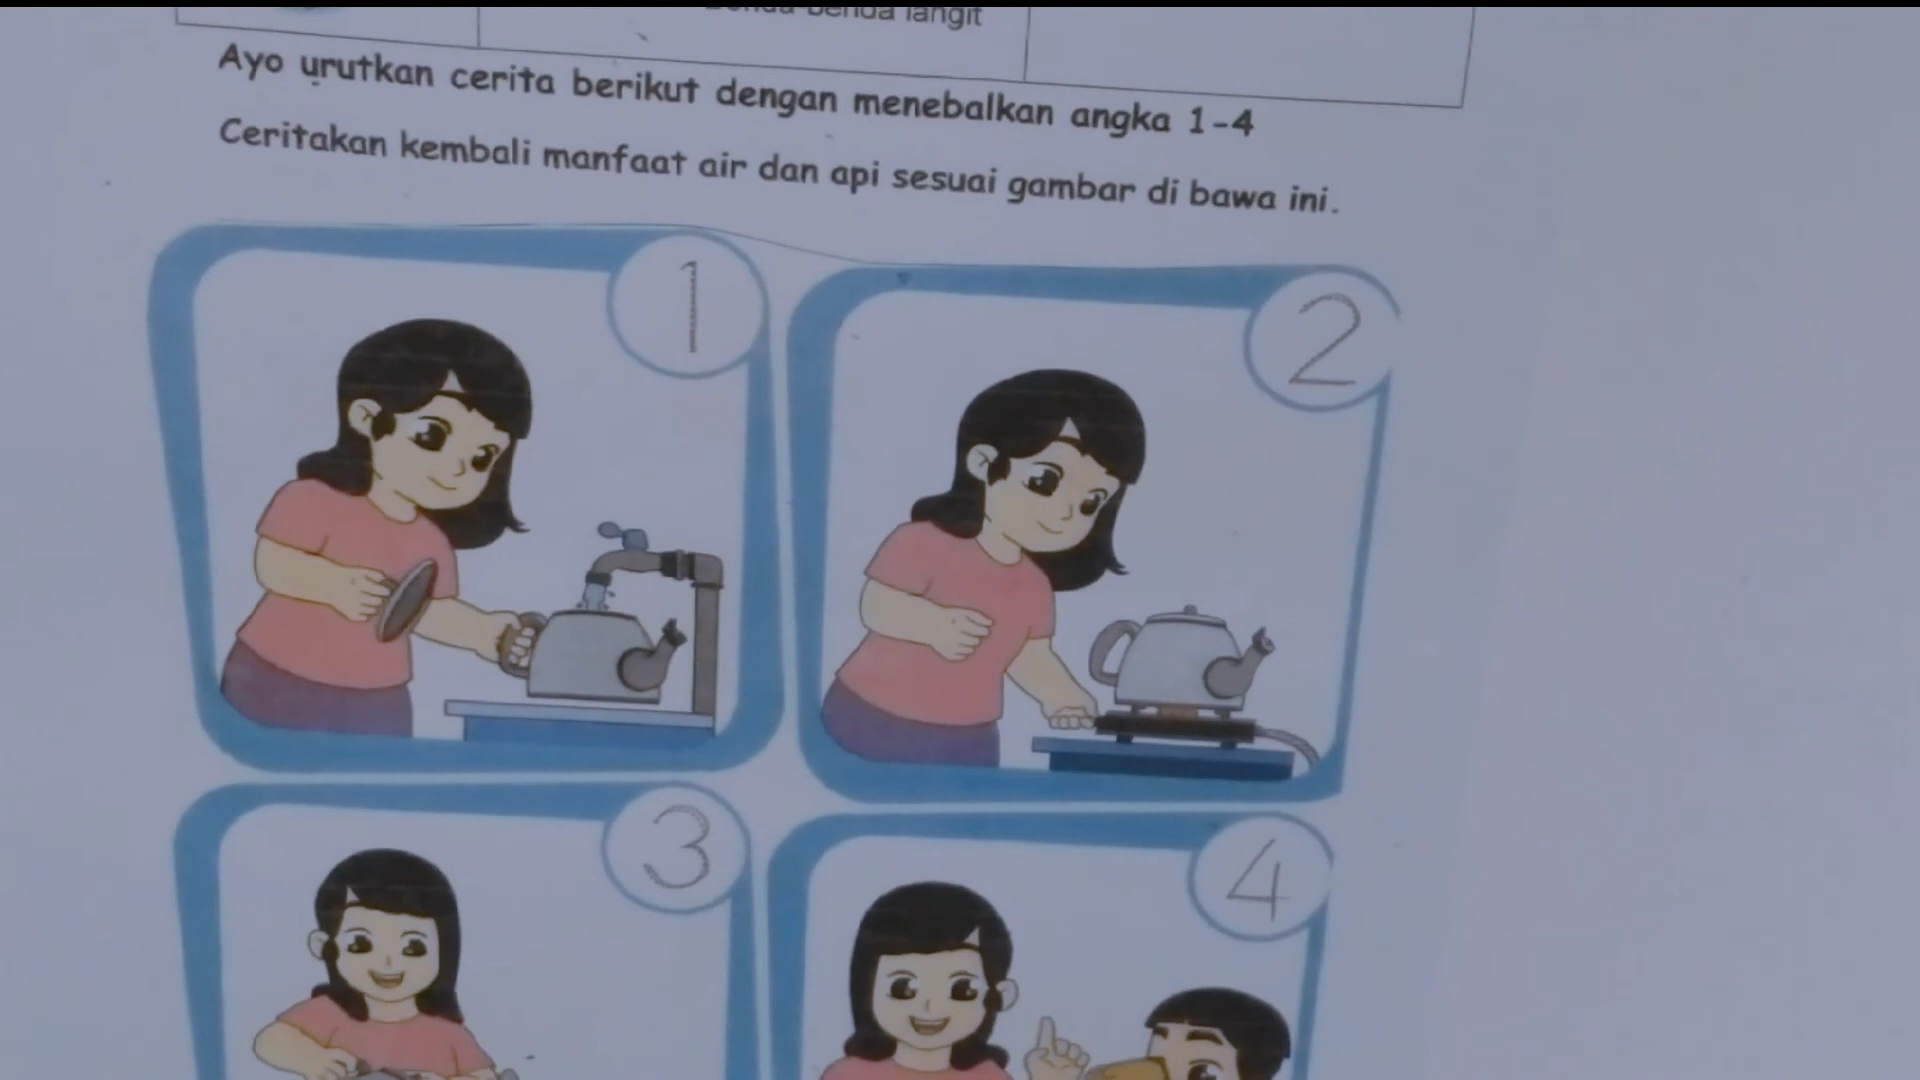 langit
Ayo urutkan cerita berikut dengan menebalkan angka 1-4
Ceritakan kembali manfaat air dan api sesuai gambar di bawa ini.
1
2
3
4